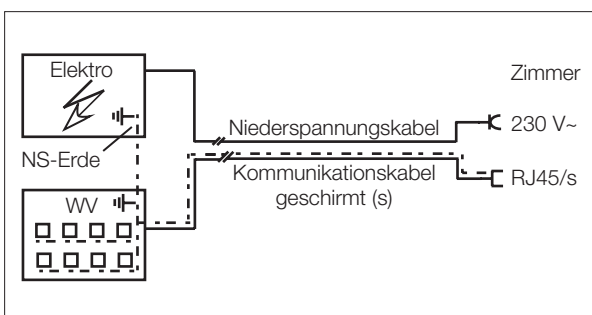 Elektro
Zimmer
Niederspannungskabel
230 V~
NS-Erde
Kommunikationskabel
geschirmt (s)
RJ45/s
WV